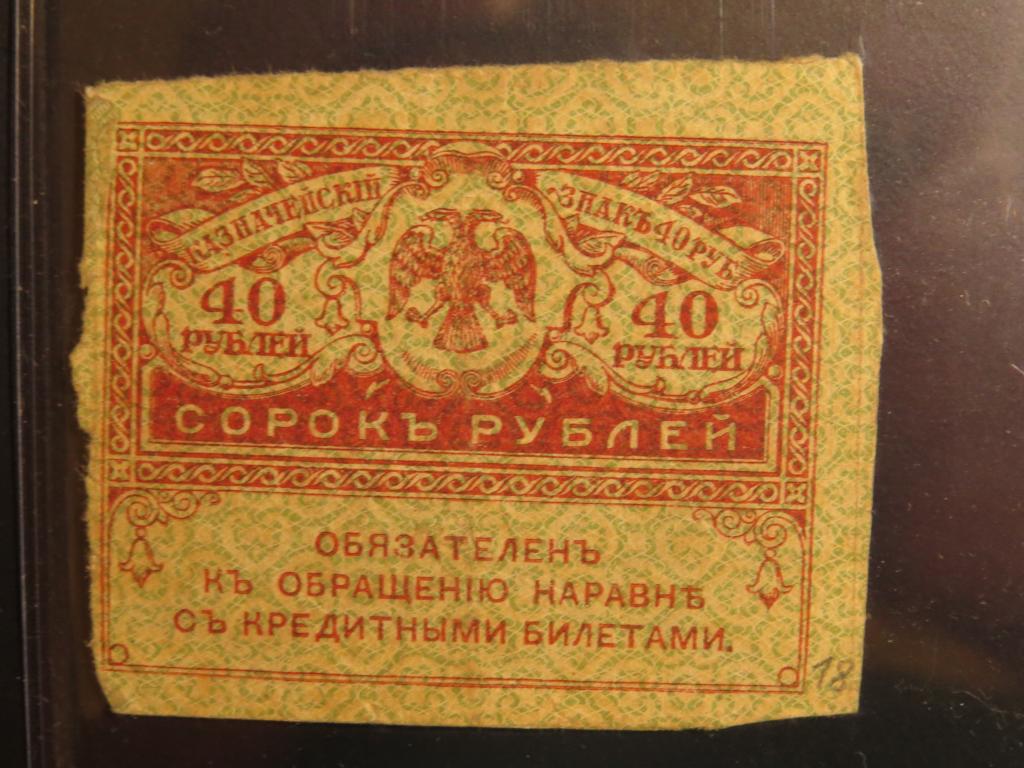 КАЗНАЧЕЙСКІЙ ЗНАКЪ 40 РУБ.
40 40
РУБЛЕЙ РУБЛЕЙ
СОРОКЪ РУБЛЕЙ
ОБЯЗАТЕЛЕНЪ
КЪ ОБРАЩЕНІЮ НАРАВНѢ
СЪ КРЕДИТНЫМИ БИЛЕТАМИ.
18